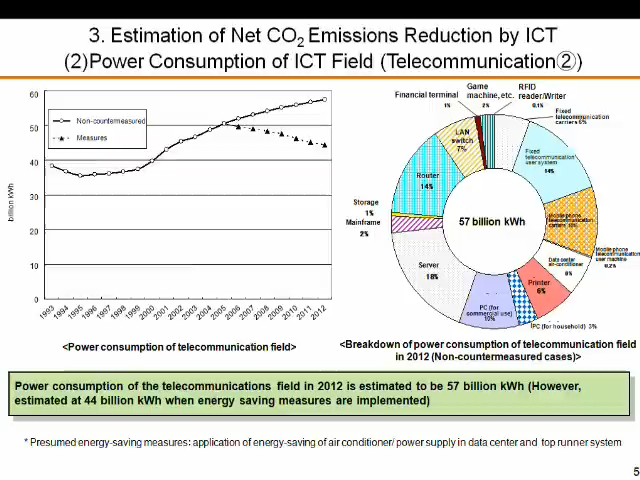 3. Estimation of Net CO2 Emissions Reduction by ICT
(2)Power Consumption of ICT Field (Telecommunication②)
60
50
40
30
20
10
0
billion kWh
Non-countermeasured
Measures
1993 1994 1995 1996 1997 1998 1999 2000 2001 2002 2003 2004 2005 2006 2007 2008 2009 2010 2011 2012
<Power consumption of telecommunication field>
Game
machine,etc.
2%
RFID
reader/Writer
0.1%
Financial terminal
1%
Fixed
telecommunication
carriers 6%
LAN
switch
7%
Fixed
telecommunication
user system
14%
Router
14%
Storage
1%
Mainframe
2%
57 billion kWh
Mobile phone
telecommunication
carriers
Mobile phone
telecommunication
user machine
0.2%
Data center
air-conditioner
Server
18%
Printer
6%
PC (for
commercial use)
10%
PC (for household) 3%
<Breakdown of power consumption of telecommunication field
in 2012 (Non-countermeasured cases)>
Power consumption of the telecommunications field in 2012 is estimated to be 57 billion kWh (However,
estimated at 44 billion kWh when energy saving measures are implemented)
* Presumed energy-saving measures: application of energy-saving of air conditioner/ power supply in data center and top runner system
5